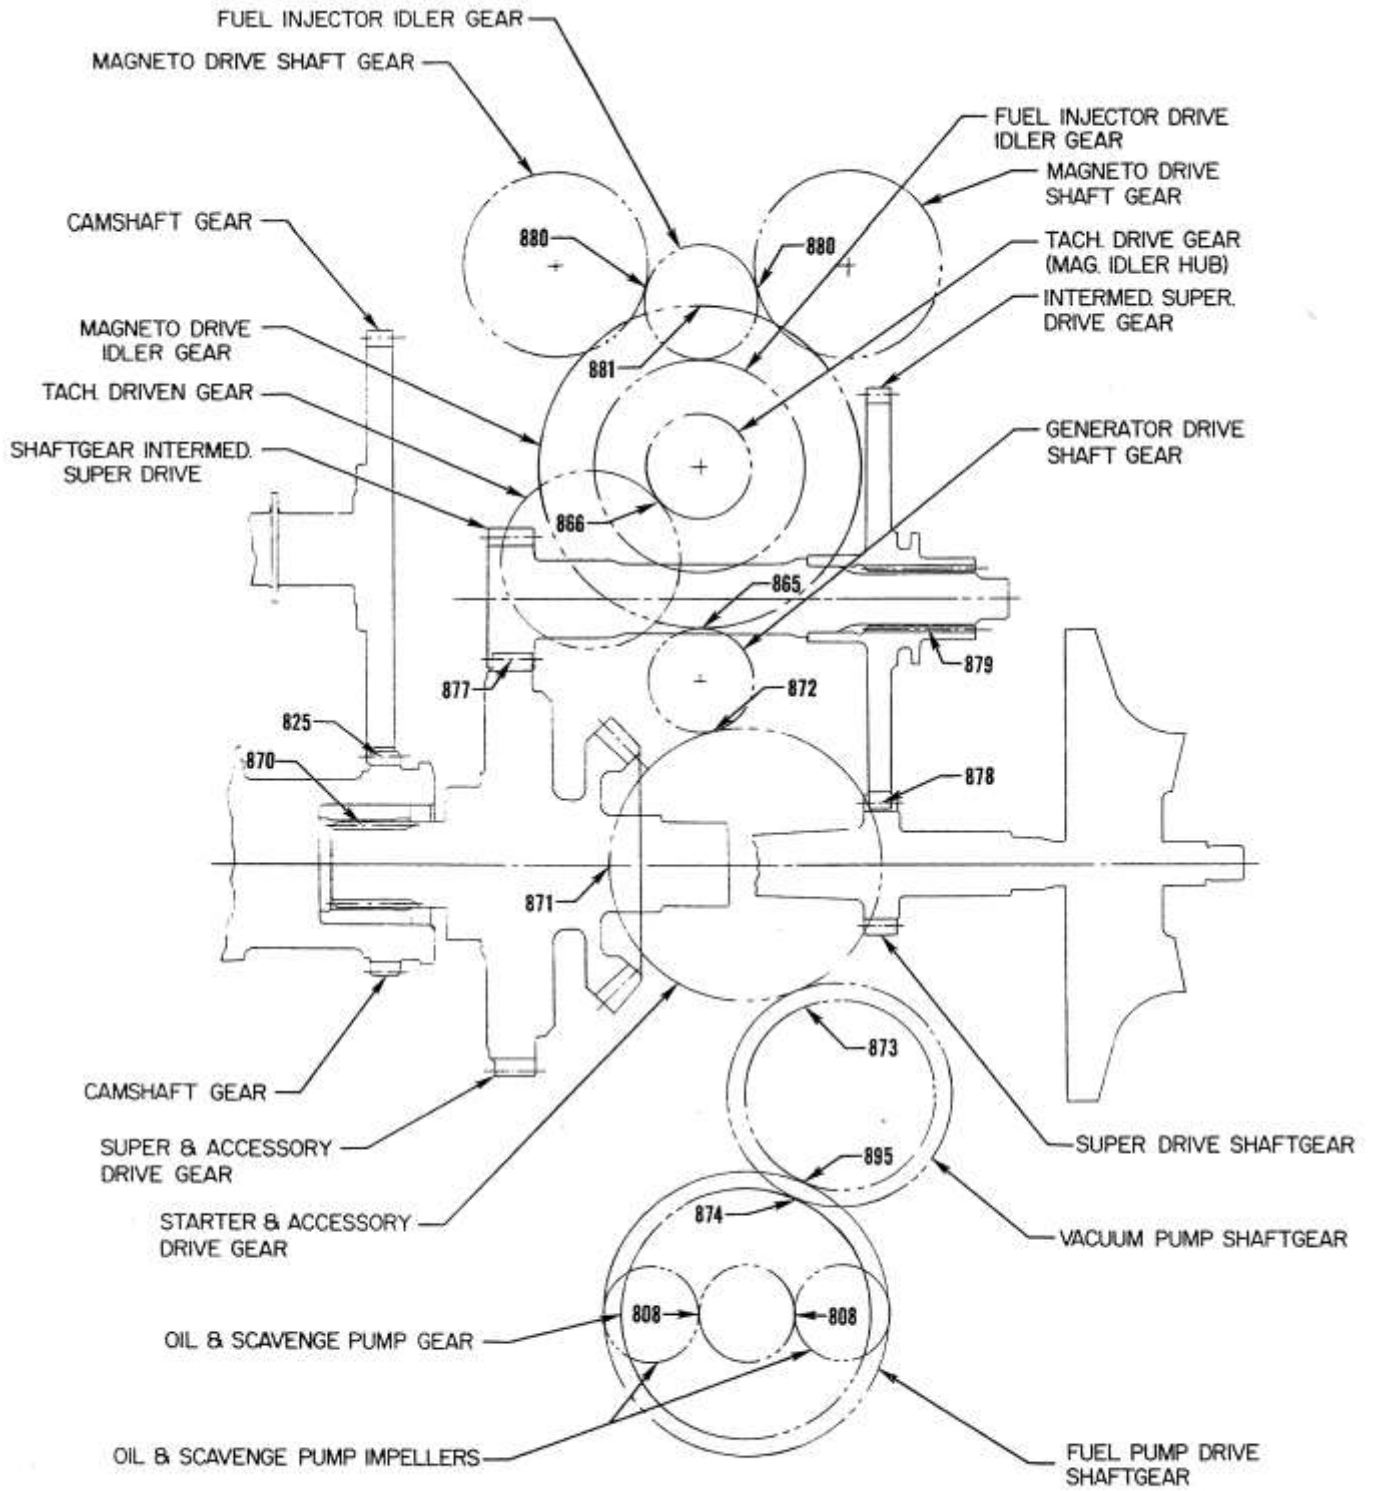 FUEL INJECTOR IDLER GEAR
MAGNETO DRIVE SHAFT GEAR
FUEL INJECTOR DRIVE
IDLER GEAR
MAGNETO DRIVE
SHAFT GEAR
CAMSHAFT GEAR
880
880
TACH. DRIVE GEAR
(MAG. IDLER HUB)
INTERMED. SUPER.
DRIVE GEAR
MAGNETO DRIVE
IDLER GEAR
881
TACH. DRIVEN GEAR
SHAFTGEAR INTERMED.
SUPER DRIVE
GENERATOR DRIVE
SHAFT GEAR
866
865
879
877
872
825
870
878
871
873
CAMSHAFT GEAR
SUPER & ACCESSORY
DRIVE GEAR
SUPER DRIVE SHAFTGEAR
895
874
STARTER & ACCESSORY
DRIVE GEAR
VACUUM PUMP SHAFTGEAR
808
808
OIL & SCAVENGE PUMP GEAR
OIL & SCAVENGE PUMP IMPELLERS
FUEL PUMP DRIVE
SHAFTGEAR